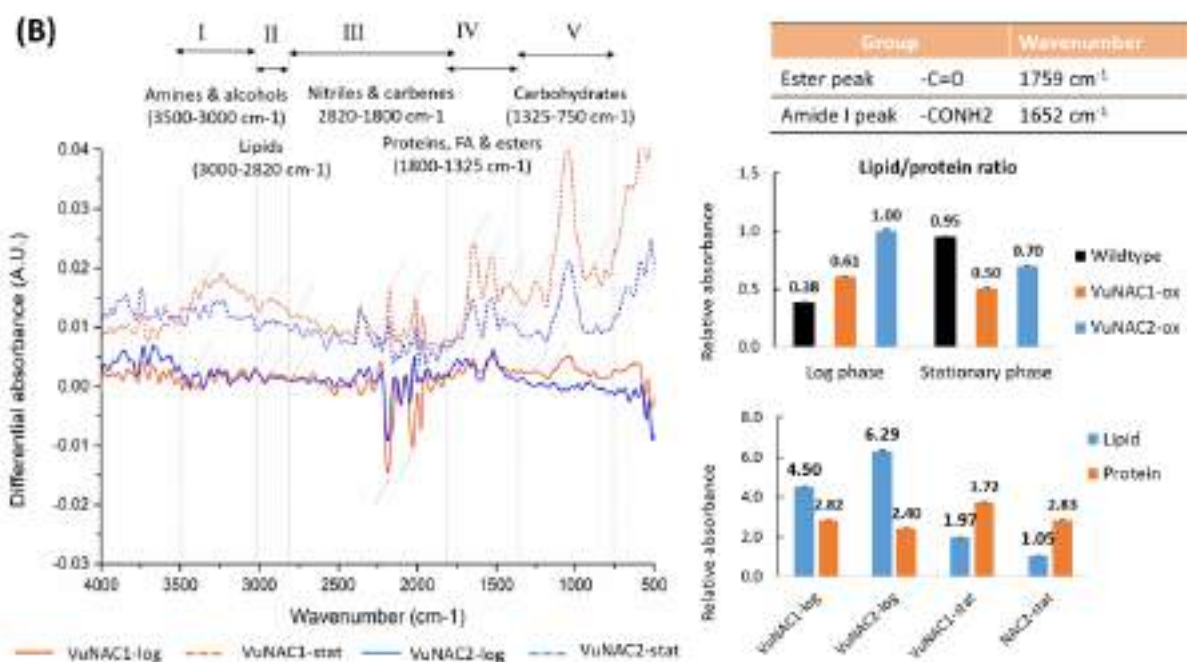 (B)
I II III IV V
Amines & alcohols
(3500-3000 cm-1)
Lipids
(3000-2820 cm-1)
Nitriles & carbenes
2820-1800 cm-1
Proteins, FA & esters
(1800-1325 cm-1)
Carbohydrates
(1325-750 cm-1)
Differential absorbance (A.U.)
0.04
0.03
0.02
0.01
0.00
-0.01
-0.02
-0.03
4000 3500 3000 2500 2000 1500 1000 500
Wavenumber (cm-1)
VuNAC1-log VuNAC1-stat VuNAC2-log VuNAC2-stat
Group Wavenumber
Ester peak -C=O 1759 cm-1
Amide I peak -CONH2 1652 cm-1
Lipid/protein ratio
Relative absorbance
1.5
1.0
0.5
0.0
0.38 0.61 1.00 0.95 0.50 0.70
Log phase Stationary phase
Wildtype
VuNAC1-ox
VuNAC2-ox
Relative absorbance
8.0
6.0
4.0
2.0
0.0
4.50 2.82 6.29 2.40 1.97 3.72 1.05 2.83
VuNAC1-log VuNAC2-log VuNAC1-stat NAC2-stat
Lipid
Protein